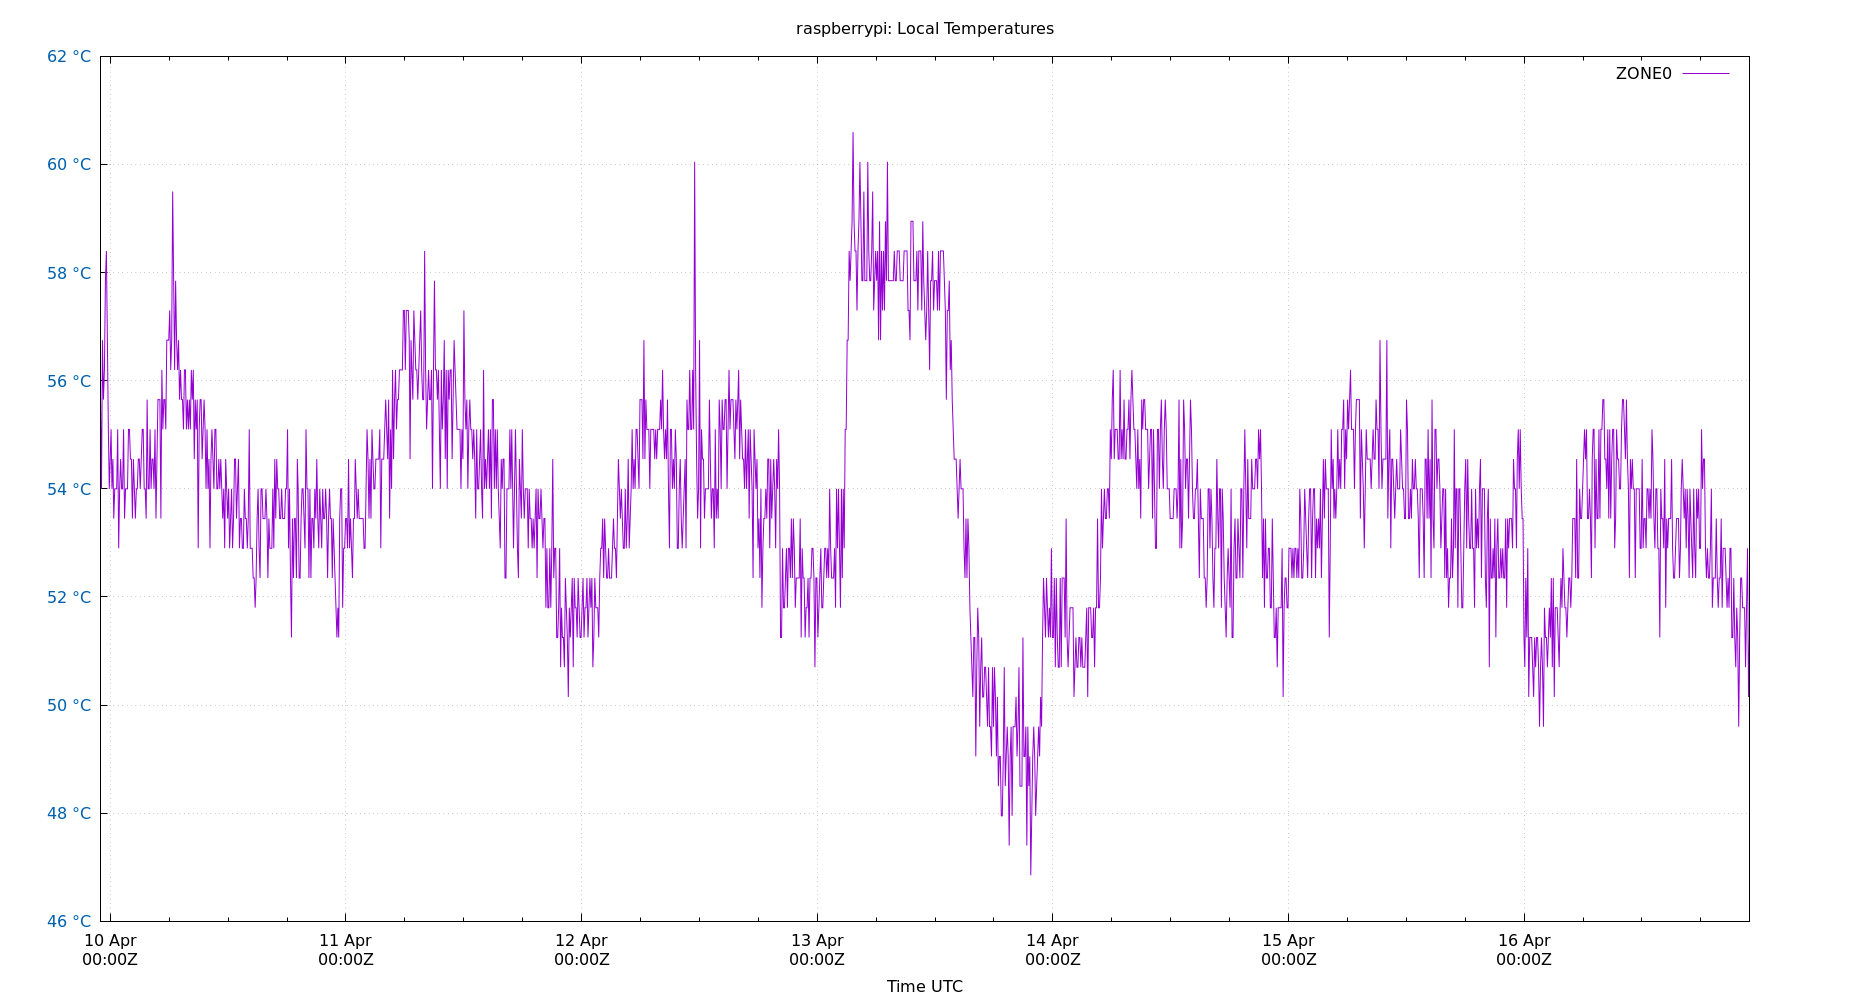 raspberrypi: Local Temperatures
62 °C
ZONE0
60 °C
58 °C
56 °C
54 °C
52 °C
50 °C
48 °C
46 °C
10 Apr 11 Apr 12 Apr 13 Apr 14 Apr 15 Apr 16 Apr
00:00Z 00:00Z 00:00Z 00:00Z 00:00Z 00:00Z 00:00Z
Time UTC